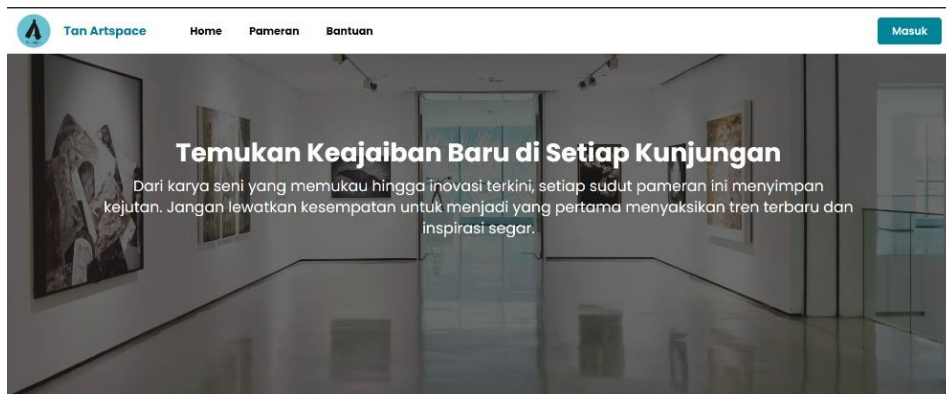 Tan Artspace Home Pameran Bantuan Masuk
Temukan Keajaiban Baru di Setiap Kunjungan
Dari karya seni yang memukau hingga inovasi terkini, setiap sudut pameran ini menyimpan
kejutan. Jangan lewatkan kesempatan untuk menjadi yang pertama menyaksikan tren terbaru dan
inspirasi segar.